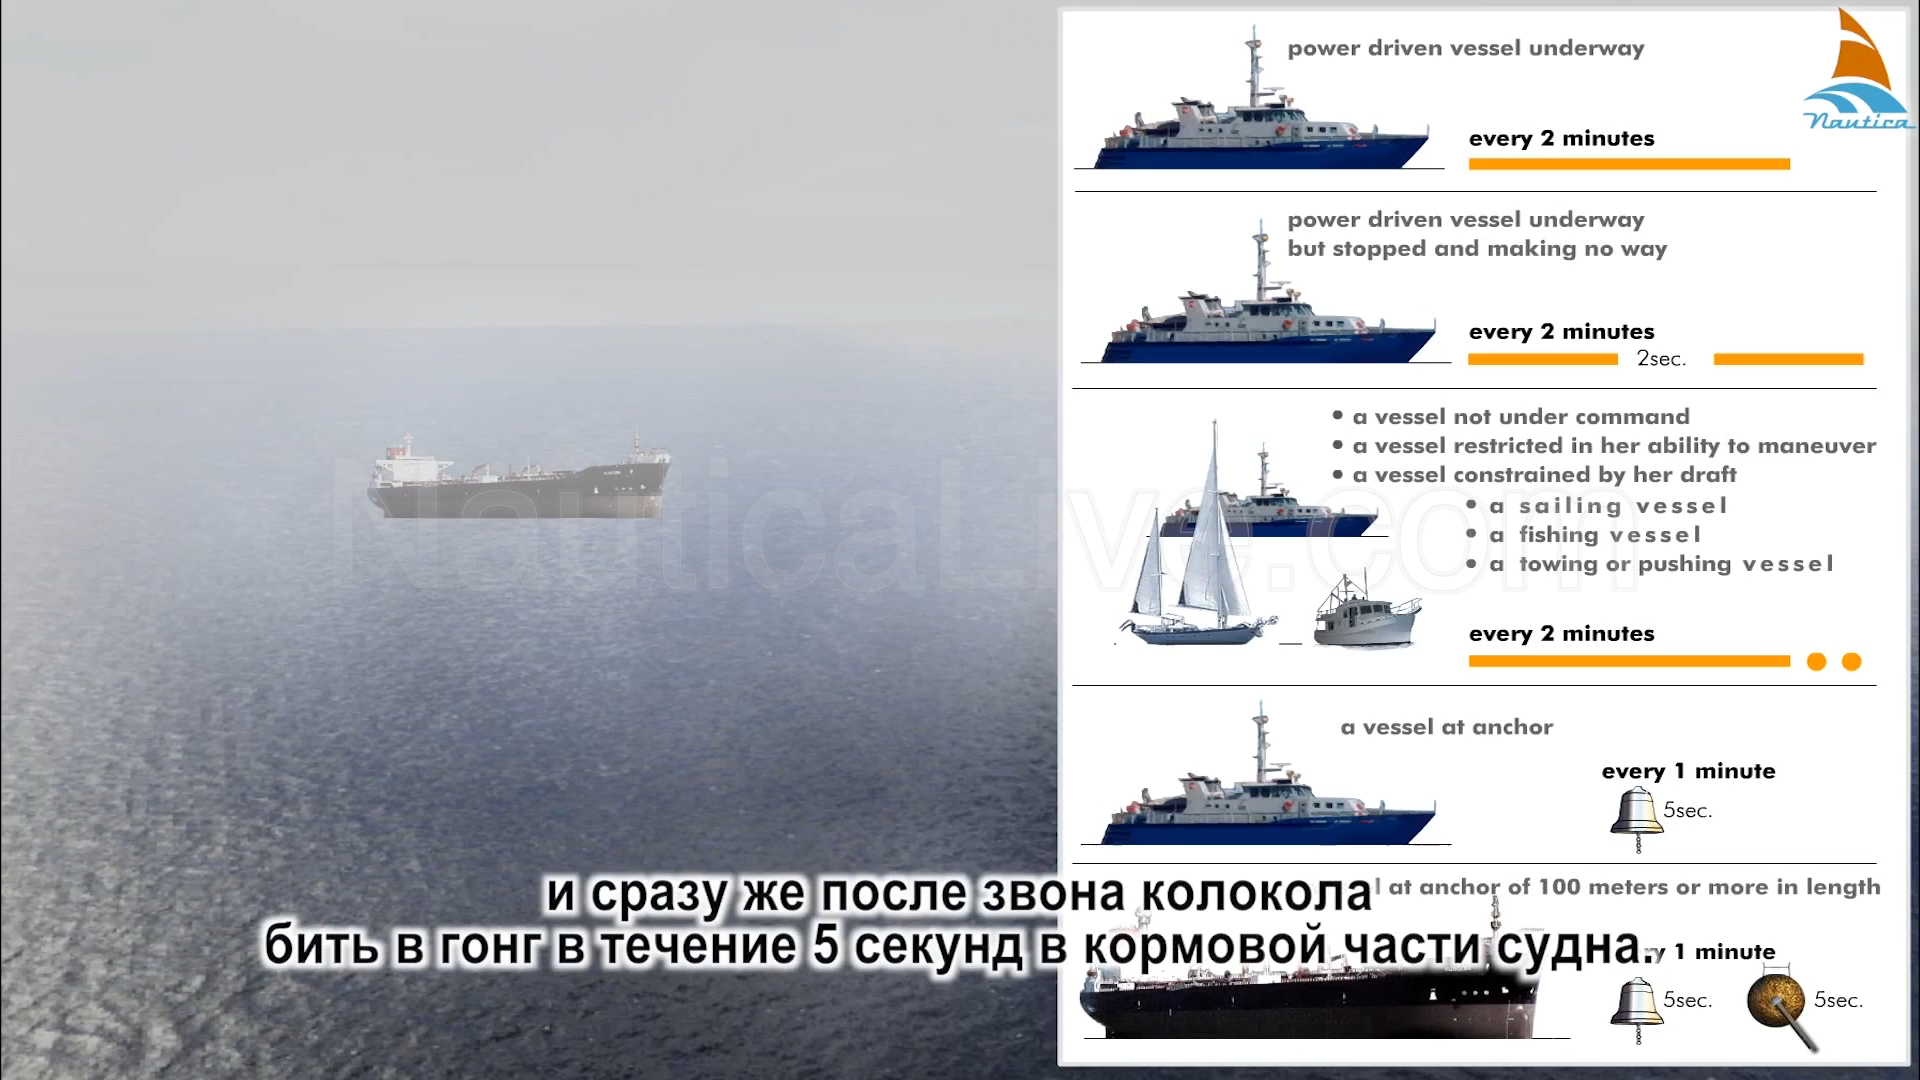 power driven vessel underway
Nautica
every 2 minutes
power driven vessel underway
but stopped and making no way
every 2 minutes
2sec.
• a vessel not under command
• a vessel restricted in her ability to maneuver
• a vessel constrained by her draft
• a sailing vessel
• a fishing vessel
• a towing or pushing vessel
NauticaLive.com
every 2 minutes
a vessel at anchor
every 1 minute
5sec.
at anchor of 100 meters or more in length
и сразу же после звона колокола
бить в гонг в течение 5 секунд в кормовой части судна.
1 minute
5sec.
5sec.